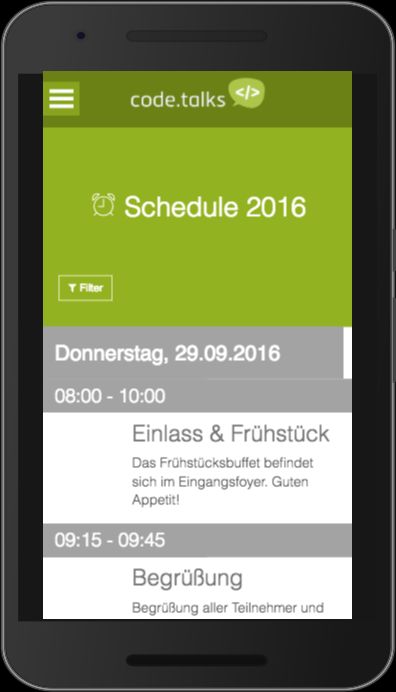 code.talks </>
Schedule 2016
Filter
Donnerstag, 29.09.2016
08:00 - 10:00
Einlass & Frühstück
Das Frühstücksbuffet befindet
sich im Eingangsfoyer. Guten
Appetit!
09:15 - 09:45
Begrüßung
Begrüßung aller Teilnehmer und